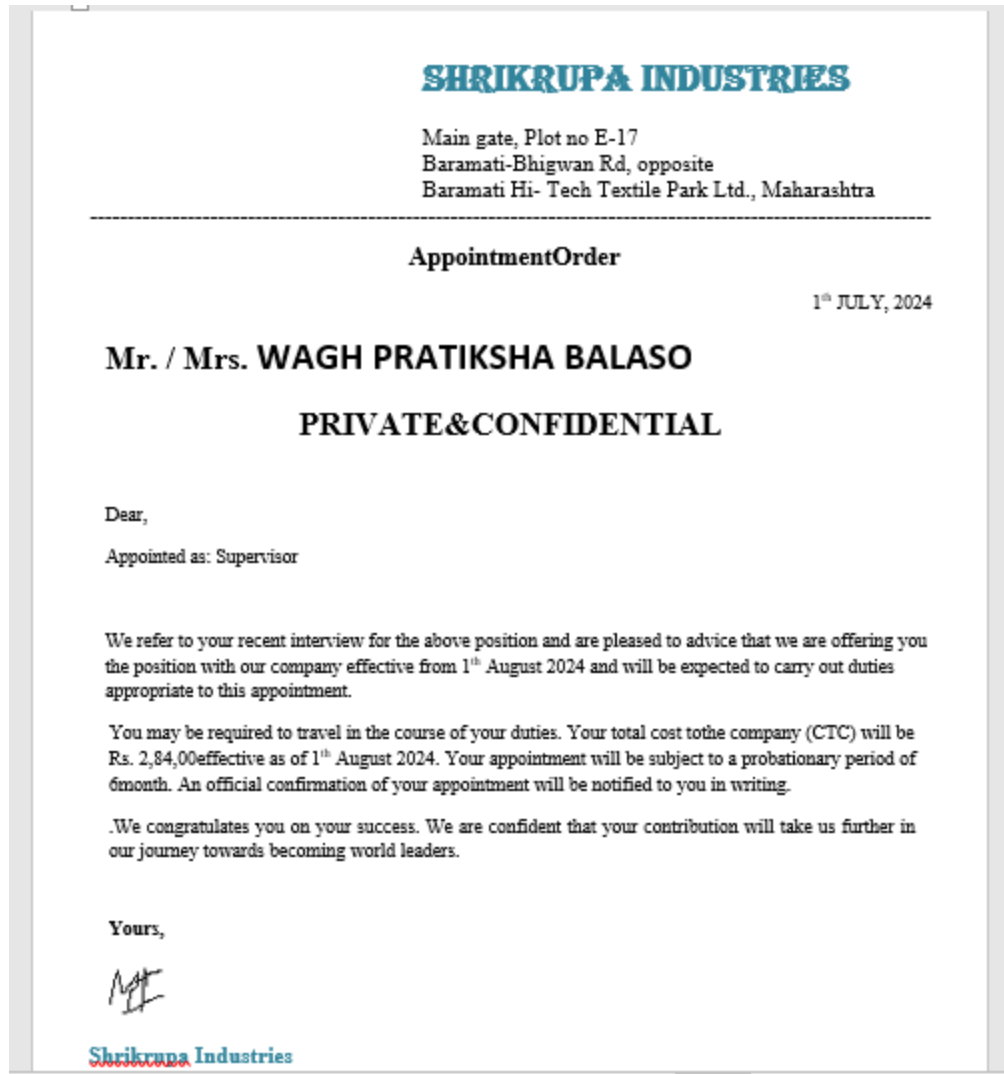 SHRIKRUPA INDUSTRIES
Main gate, Plot no E-17
Baramati-Bhigwan Rd, opposite
Baramati Hi- Tech Textile Park Ltd., Maharashtra
AppointmentOrder
1th JULY, 2024
Mr. / Mrs. WAGH PRATIKSHA BALASO
PRIVATE&CONFIDENTIAL
Dear,
Appointed as: Supervisor
We refer to your recent interview for the above position and are pleased to advice that we are offering you
the position with our company effective from 1th August 2024 and will be expected to carry out duties
appropriate to this appointment.
You may be required to travel in the course of your duties. Your total cost tothe company (CTC) will be
Rs. 2,84,00effective as of 1th August 2024. Your appointment will be subject to a probationary period of
6month. An official confirmation of your appointment will be notified to you in writing.
.We congratulates you on your success. We are confident that your contribution will take us further in
our journey towards becoming world leaders.
Yours,
Shrikrupa Industries